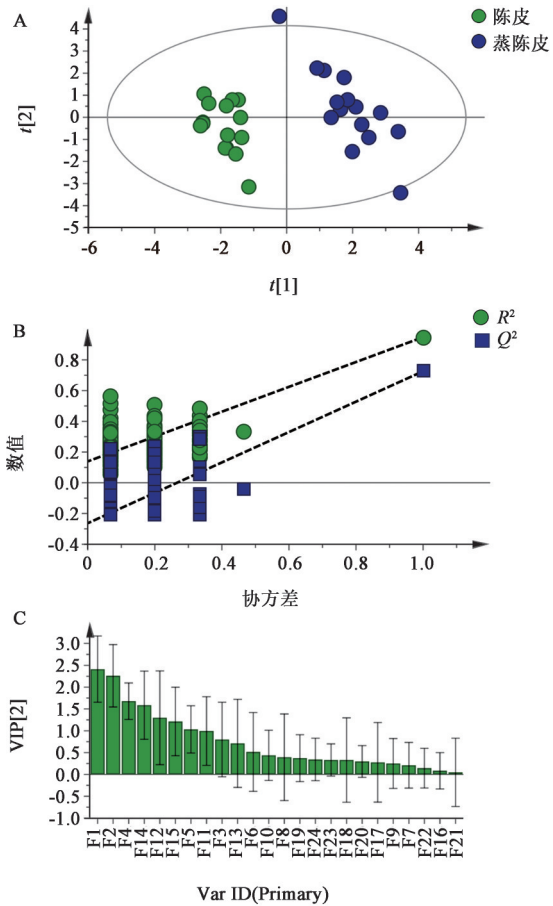 A
陈皮
蒸陈皮
t[2]
4
3
2
1
0
-1
-2
-3
-4
-5
-6 -4 -2 0 2 4
t[1]
B
R²
Q²
数值
0.8
0.6
0.4
0.2
0.0
-0.2
-0.4
0 0.2 0.4 0.6 0.8 1.0
协方差
C
VIP[2]
3.0
2.5
2.0
1.5
1.0
0.5
0.0
-0.5
-1.0
F1 F2 F4 F14 F12 F15 F5 F11 F3 F13 F6 F10 F8 F19 F24 F23 F18 F20 F17 F9 F7 F22 F16 F21
Var ID(Primary)